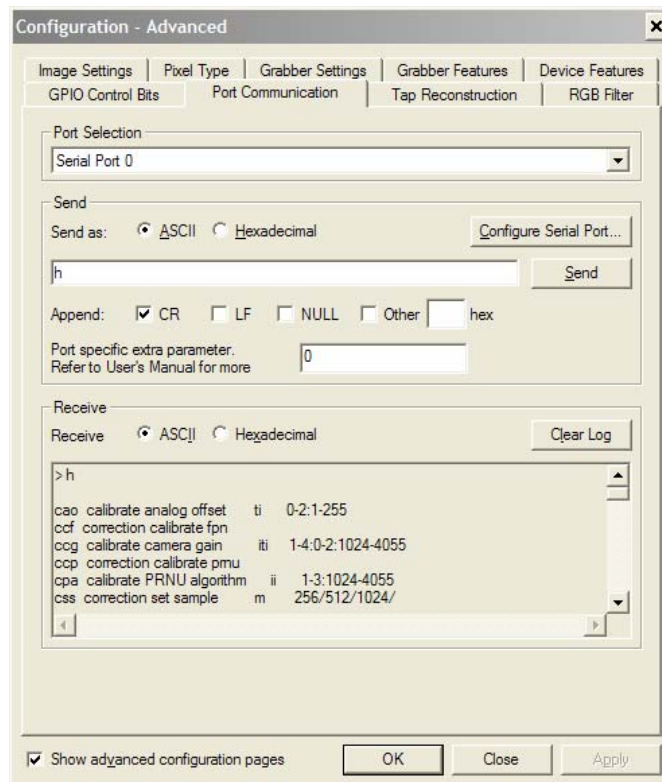 Configuration - Advanced
Image Settings Pixel Type Grabber Settings Grabber Features Device Features
GPIO Control Bits Port Communication Tap Reconstruction RGB Filter
Port Selection
Serial Port 0
Send
Send as: ASCII Hexadecimal Configure Serial Port...
h Send
Append: CR LF NULL Other hex
Port specific extra parameter.
Refer to User's Manual for more
0
Receive
Receive ASCII Hexadecimal Clear Log
>h
cao calibrate analog offset ti 0-2:1-255
ccf correction calibrate fpn
ccg calibrate camera gain iti 1-4:0-2:1024-4055
ccp correction calibrate prnu
cpa calibrate PRNU algorithm ii 1-3:1024-4055
css correction set sample m 256/512/1024/
Show advanced configuration pages OK Close Apply